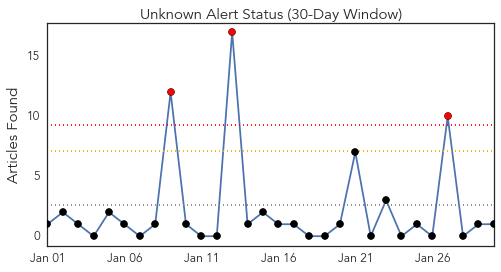 Unknown Alert Status (30-Day Window)
Articles Found
15
10
5
0
Jan 01 Jan 06 Jan 11 Jan 16 Jan 21 Jan 26